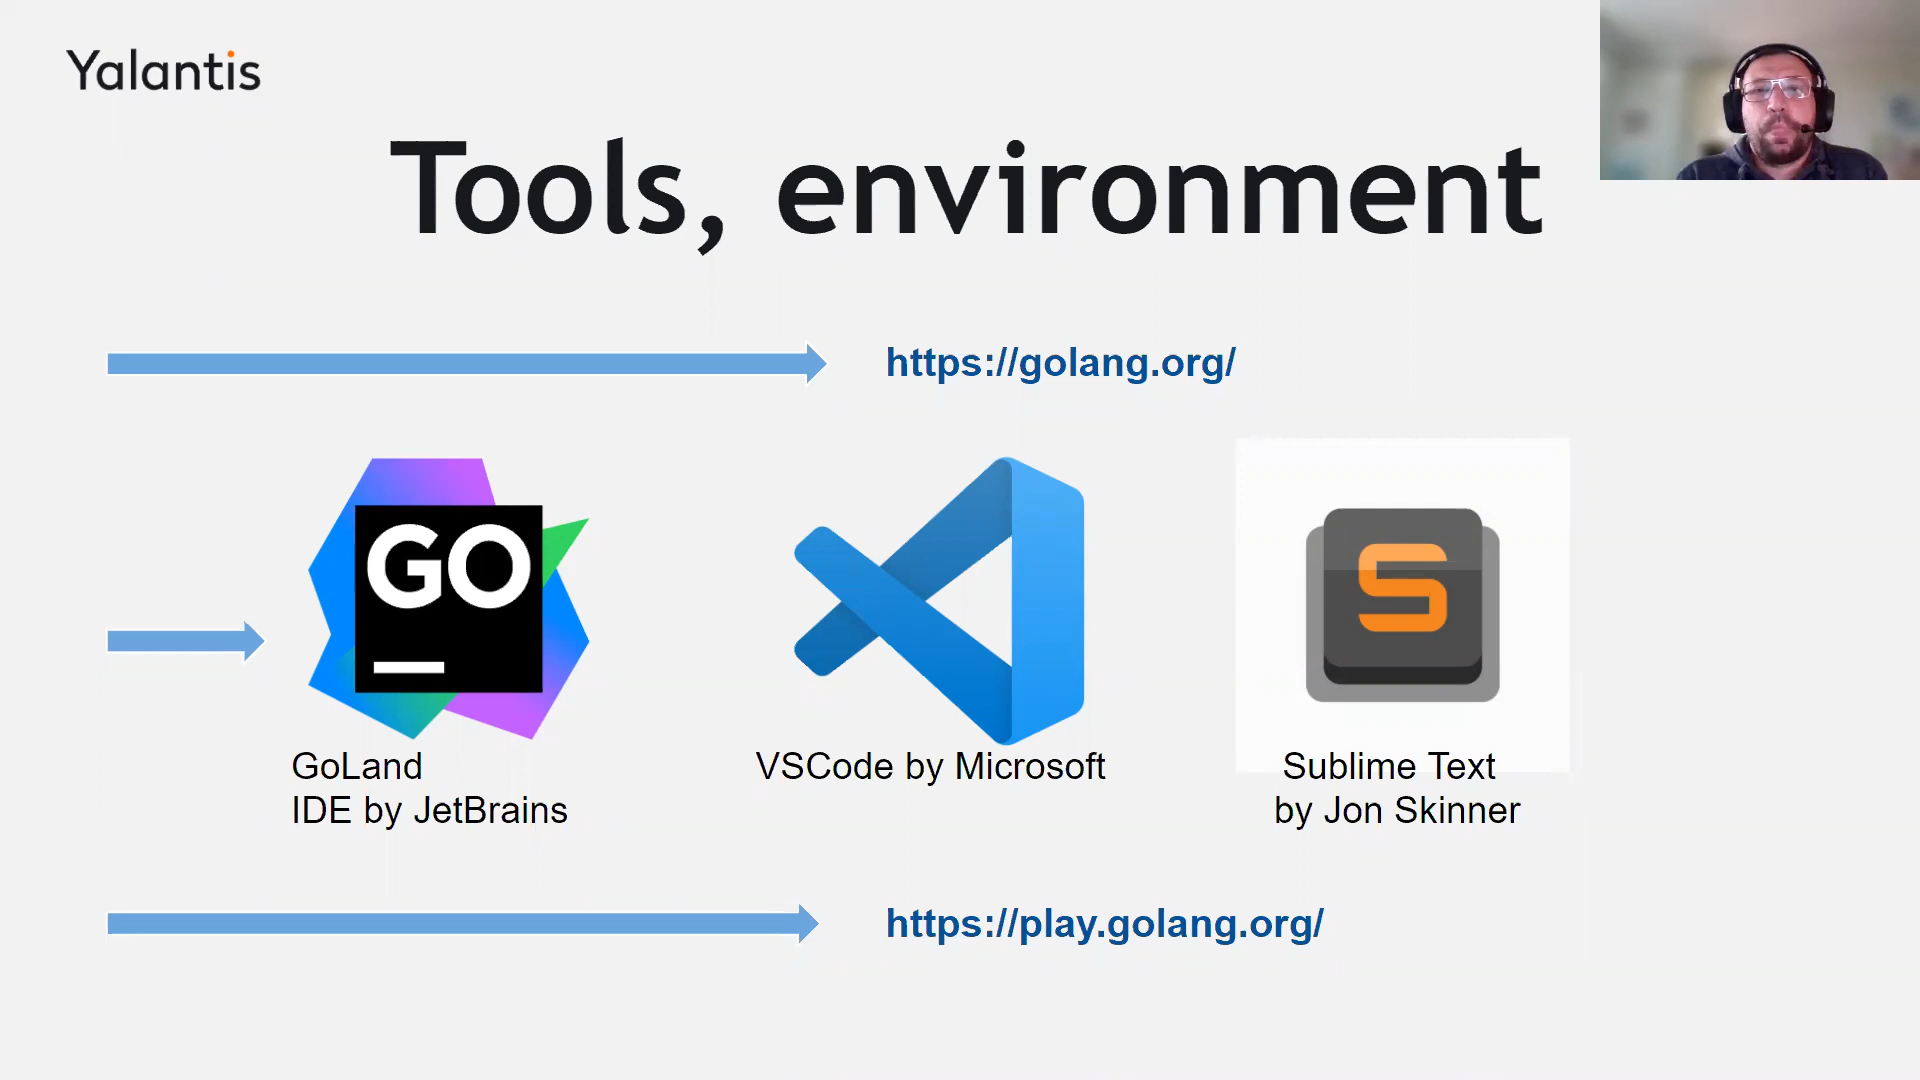 Yalantis
Tools, environment
https://golang.org/
GO
S
GoLand
IDE by JetBrains
VSCode by Microsoft
Sublime Text
by Jon Skinner
https://play.golang.org/